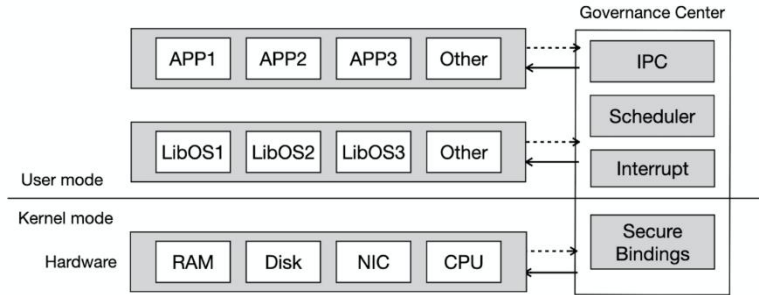 Governance Center
APP1 APP2 APP3 Other
IPC
Scheduler
LibOS1 LibOS2 LibOS3 Other
Interrupt
User mode
Kernel mode
Secure
Bindings
Hardware RAM Disk NIC CPU